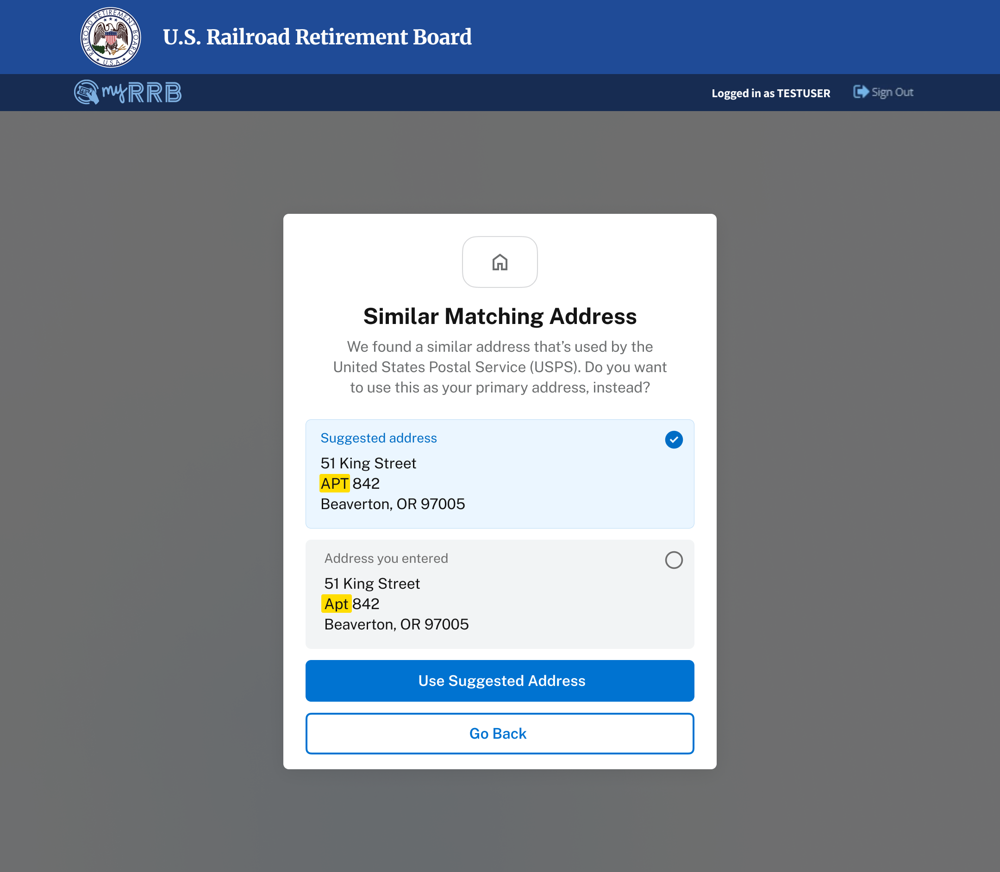 RAILROAD RETIREMENT BOARD
U.S.A.
U.S. Railroad Retirement Board
myRRB
Logged in as TESTUSER
Sign Out
Similar Matching Address
We found a similar address that’s used by the
United States Postal Service (USPS). Do you want
to use this as your primary address, instead?
Suggested address
51 King Street
APT 842
Beaverton, OR 97005
Address you entered
51 King Street
Apt 842
Beaverton, OR 97005
Use Suggested Address
Go Back